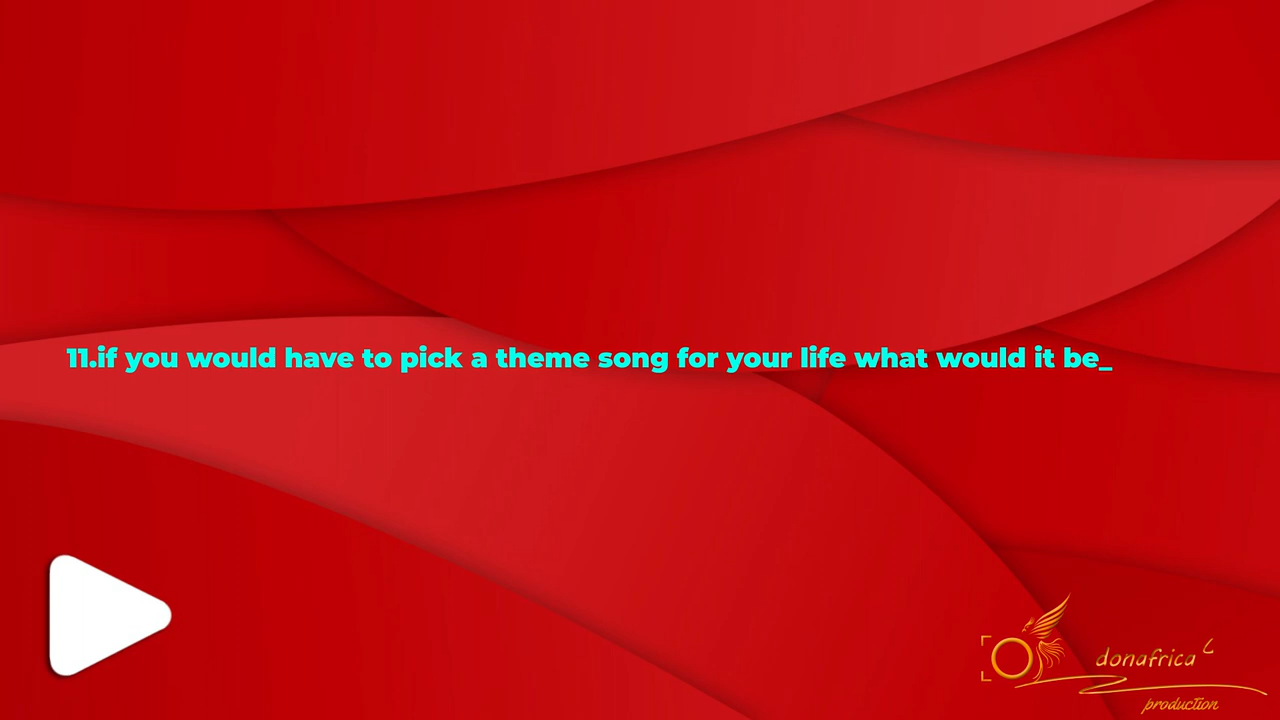 11.if you would have to pick a theme song for your life what would it be_
donafrica
production